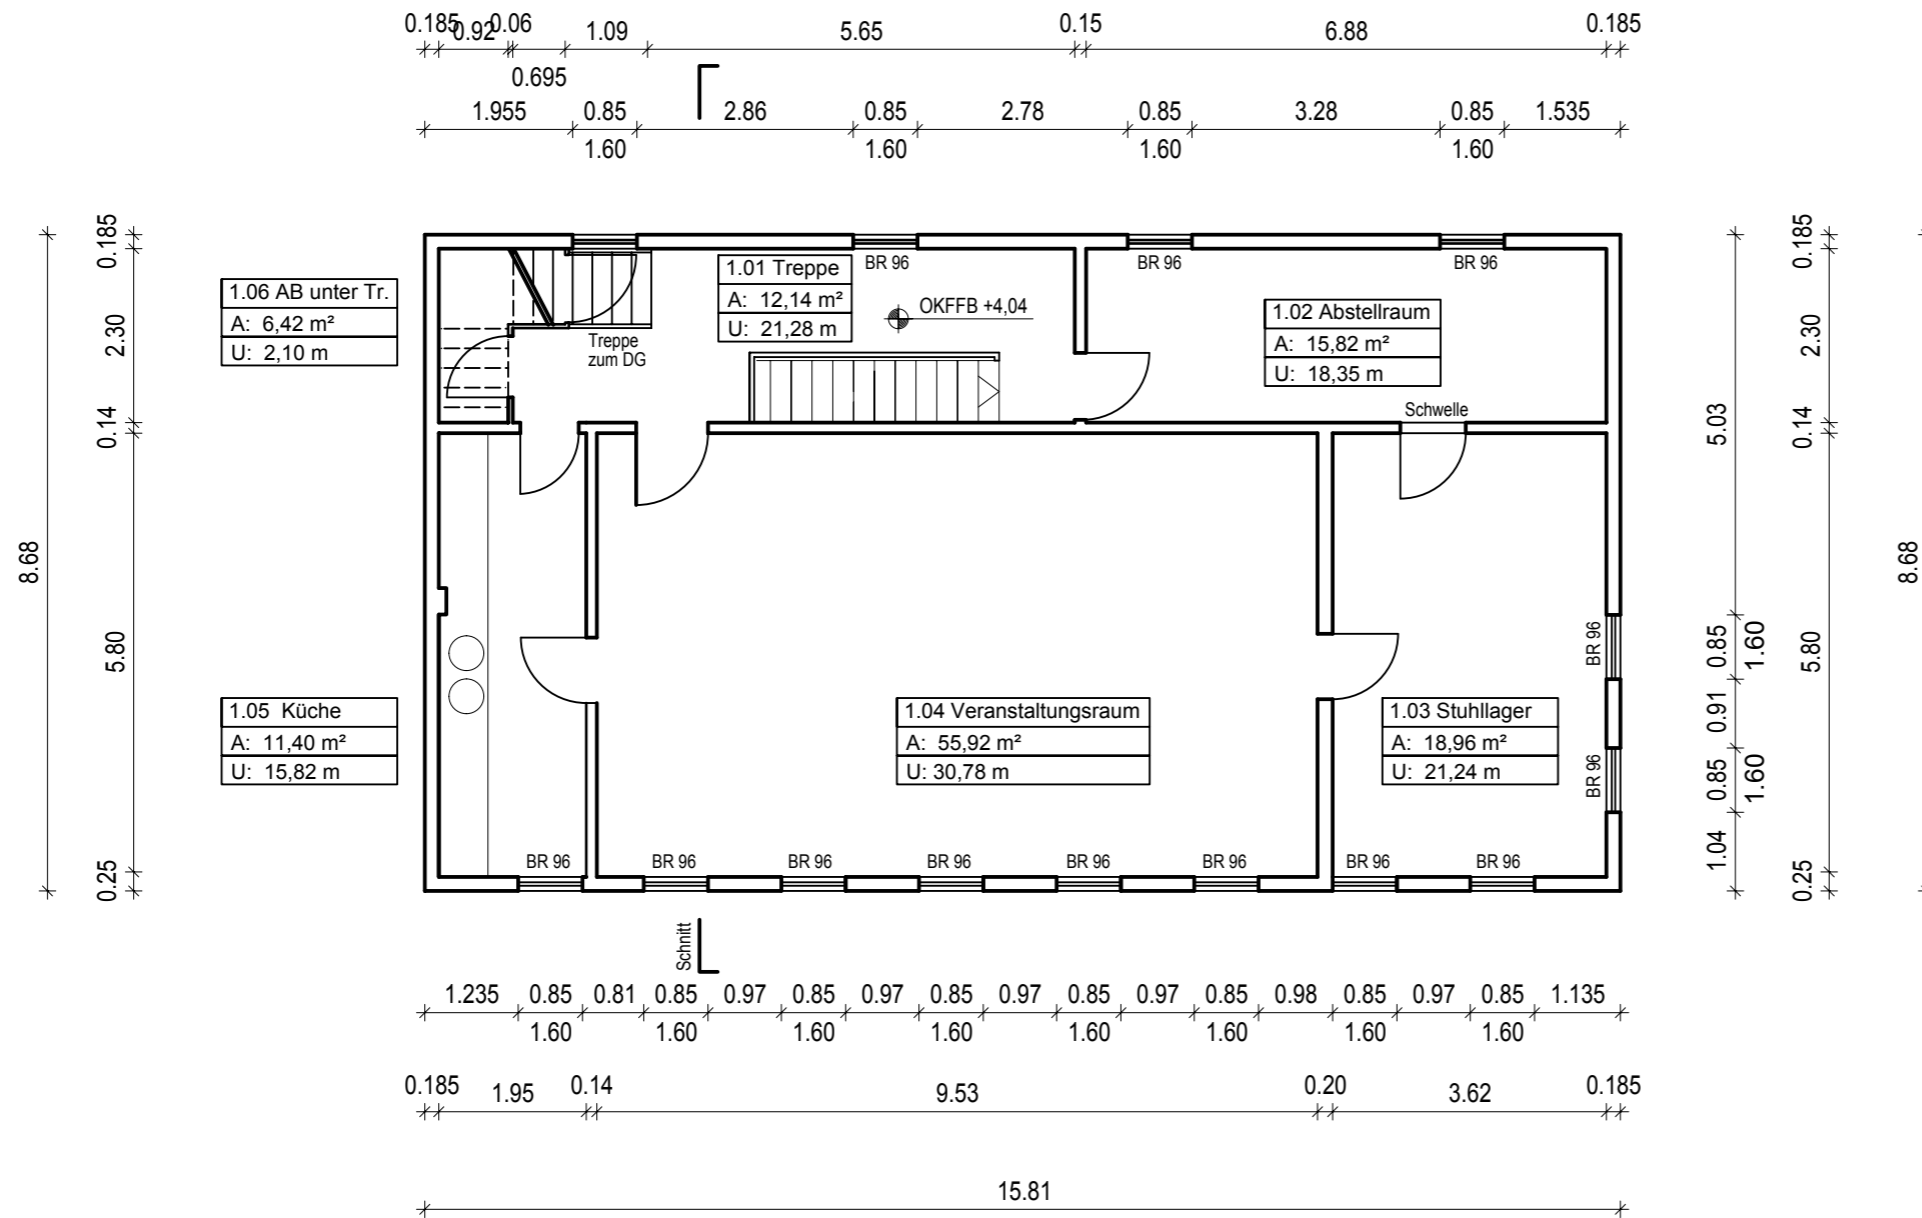 0.185 0.92 0.06 1.09 5.65 0.15 6.88 0.185
0.695
1.955 0.85 2.86 0.85 2.78 0.85 3.28 0.85 1.535
1.60 1.60 1.60 1.60
8.68
0.185
2.30
0.14
5.80
0.25
1.06 AB unter Tr.
A: 6,42 m²
U: 2,10 m
1.01 Treppe
A: 12,14 m²
U: 21,28 m
BR 96
OKFFB +4,04
Treppe
zum DG
BR 96
BR 96
1.02 Abstellraum
A: 15,82 m²
U: 18,35 m
Schwelle
1.05 Küche
A: 11,40 m²
U: 15,82 m
1.04 Veranstaltungsraum
A: 55,92 m²
U: 30,78 m
1.03 Stuhllager
A: 18,96 m²
U: 21,24 m
BR 96
BR 96
BR 96 BR 96 BR 96 BR 96 BR 96 BR 96 BR 96 BR 96
5.03
0.85
1.60
0.91
0.85
1.60
1.04
0.185
2.30
0.14
5.80
0.25
8.68
Schnitt
1.235 0.85 0.81 0.85 0.97 0.85 0.97 0.85 0.97 0.85 0.97 0.85 0.98 0.85 0.97 0.85 1.135
1.60 1.60 1.60 1.60 1.60 1.60 1.60 1.60
0.185 1.95 0.14 9.53 0.20 3.62 0.185
15.81